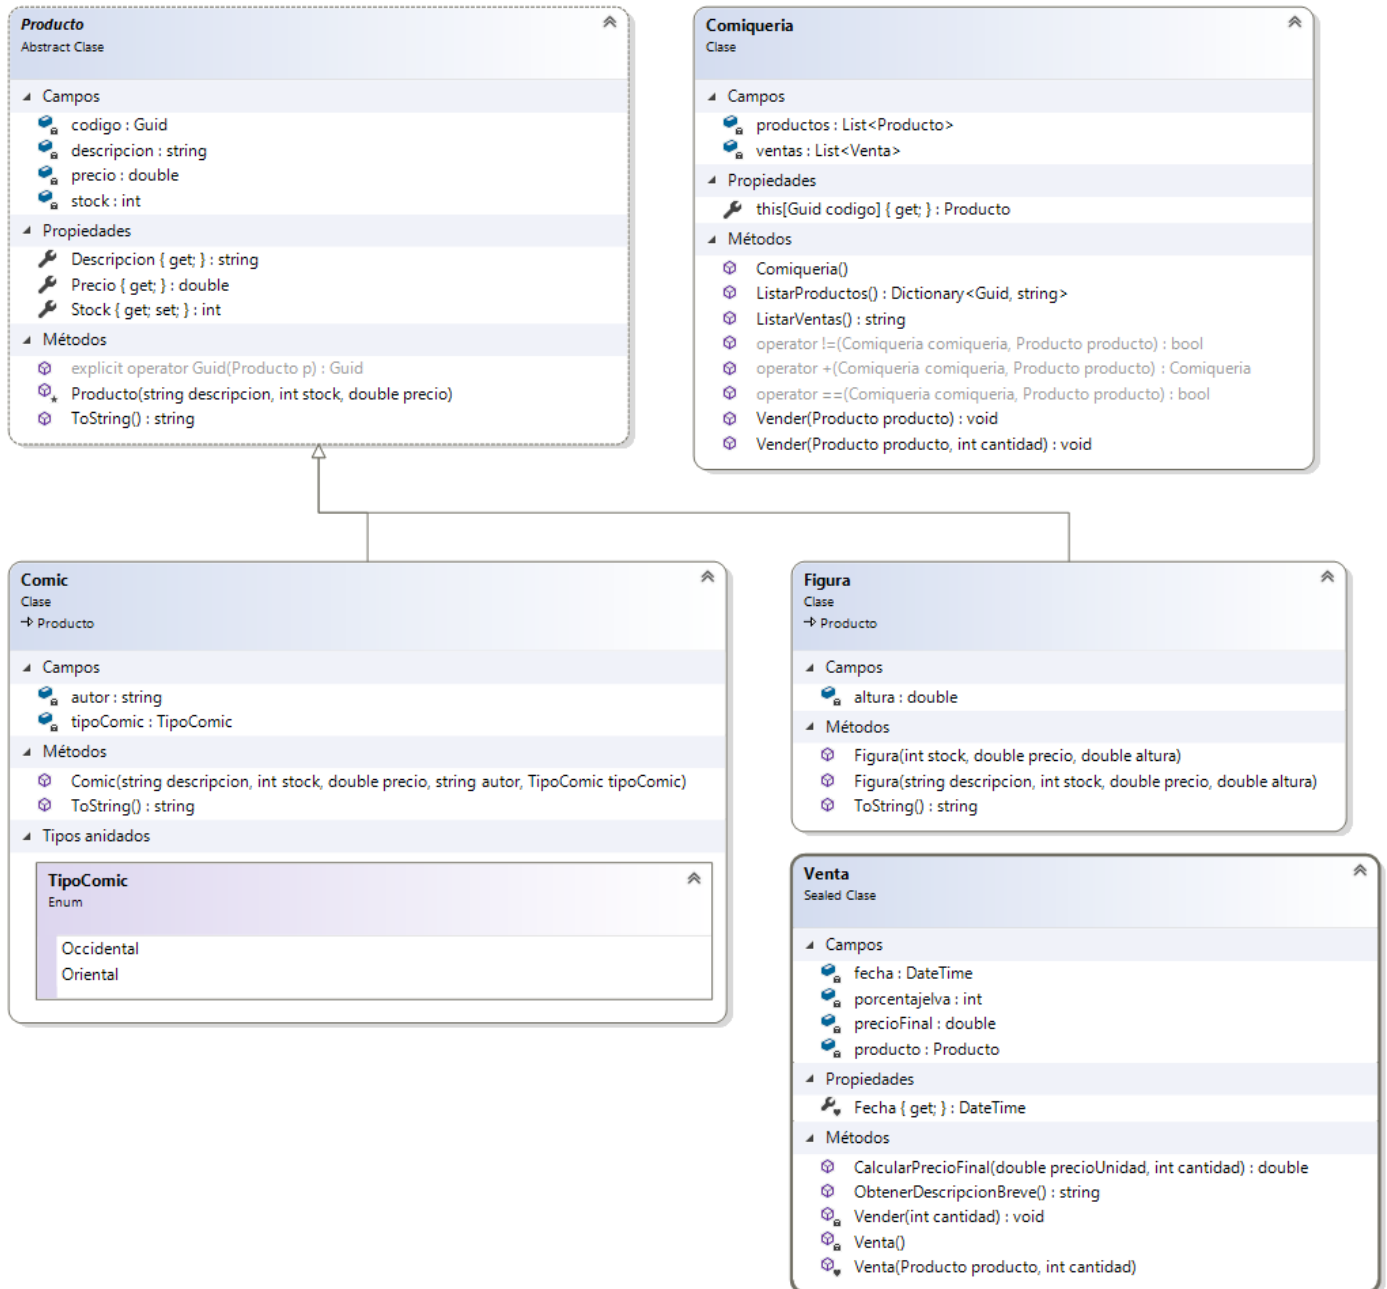 Producto
Abstract Clase
Campos
codigo : Guid
descripcion : string
precio : double
stock : int
Propiedades
Descripcion { get; } : string
Precio { get; } : double
Stock { get; set; } : int
Métodos
explicit operator Guid(Producto p) : Guid
Producto(string descripcion, int stock, double precio)
ToString() : string
Comiqueria
Clase
Campos
productos : List<Producto>
ventas : List<Venta>
Propiedades
this[Guid codigo] { get; } : Producto
Métodos
Comiqueria()
ListarProductos() : Dictionary<Guid, string>
ListarVentas() : string
operator !=(Comiqueria comiqueria, Producto producto) : bool
operator +(Comiqueria comiqueria, Producto producto) : Comiqueria
operator ==(Comiqueria comiqueria, Producto producto) : bool
Vender(Producto producto) : void
Vender(Producto producto, int cantidad) : void
Comic
Clase
Producto
Campos
autor : string
tipoComic : TipoComic
Métodos
Comic(string descripcion, int stock, double precio, string autor, TipoComic tipoComic)
ToString() : string
Tipos anidados
TipoComic
Enum
Occidental
Oriental
Figura
Clase
Producto
Campos
altura : double
Métodos
Figura(int stock, double precio, double altura)
Figura(string descripcion, int stock, double precio, double altura)
ToString() : string
Venta
Sealed Clase
Campos
fecha : DateTime
porcentajeIva : int
precioFinal : double
producto : Producto
Propiedades
Fecha { get; } : DateTime
Métodos
CalcularPrecioFinal(double precioUnidad, int cantidad) : double
ObtenerDescripcionBreve() : string
Vender(int cantidad) : void
Venta()
Venta(Producto producto, int cantidad)